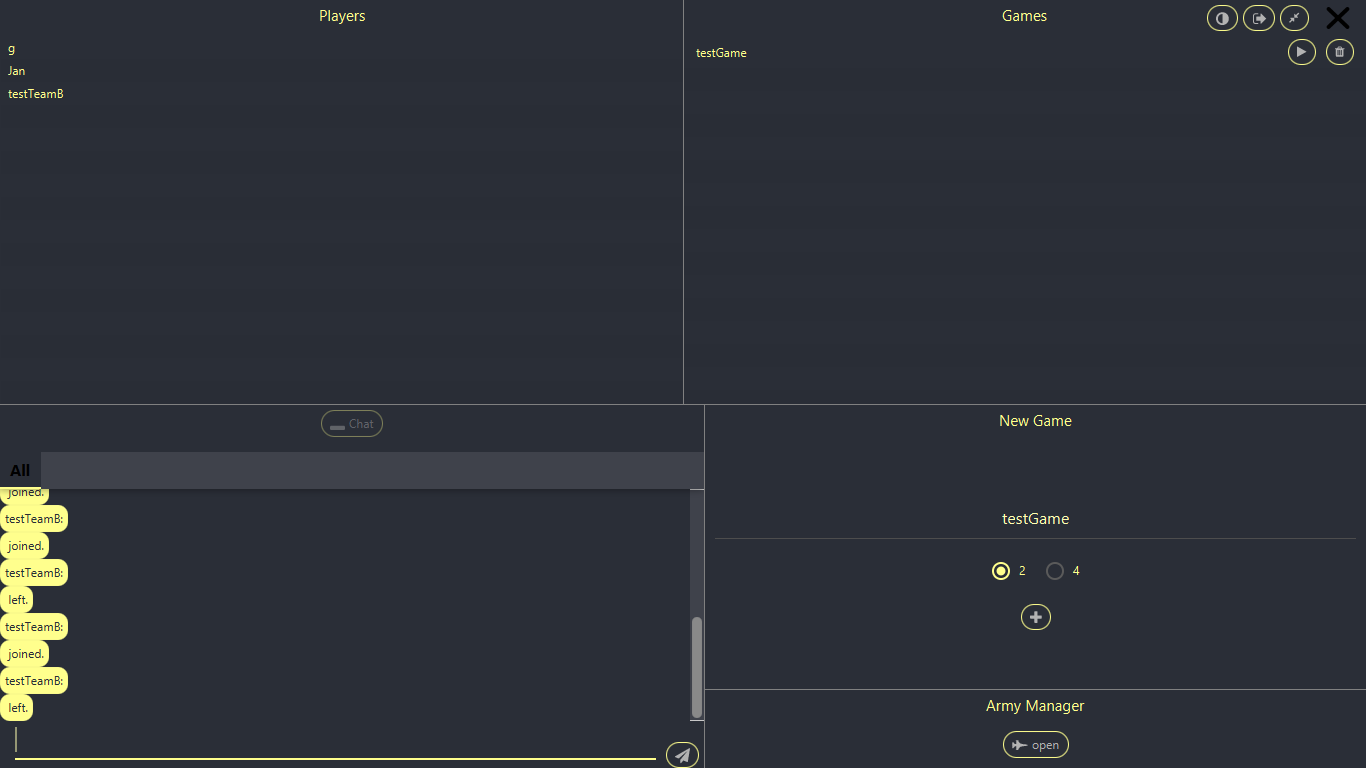 Players
g
Jan
testTeamB
Games
testGame
Chat
All
joined.
testTeamB:
joined.
testTeamB:
left.
testTeamB:
joined.
testTeamB:
left.
New Game
testGame
2 4
Army Manager
open